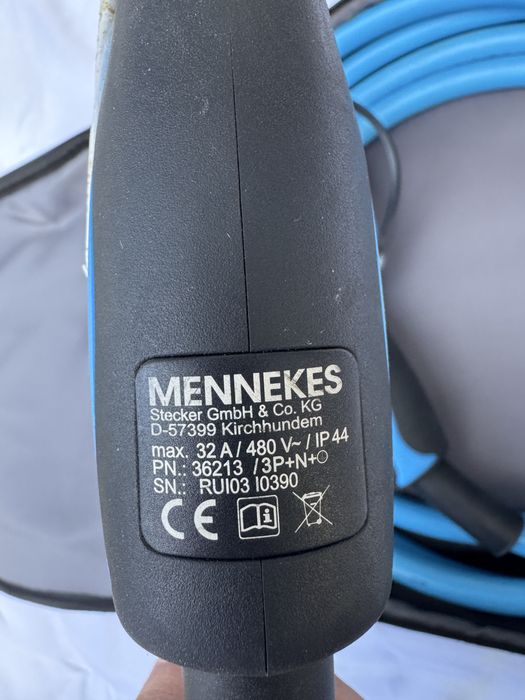 MENNEKES
Stecker GmbH & Co. KG
D-57399 Kirchhundem
max. 32 A / 480 V~ / IP 44
PN.: 36213 / 3P+N+
SN.: RUI03 I0390
CE